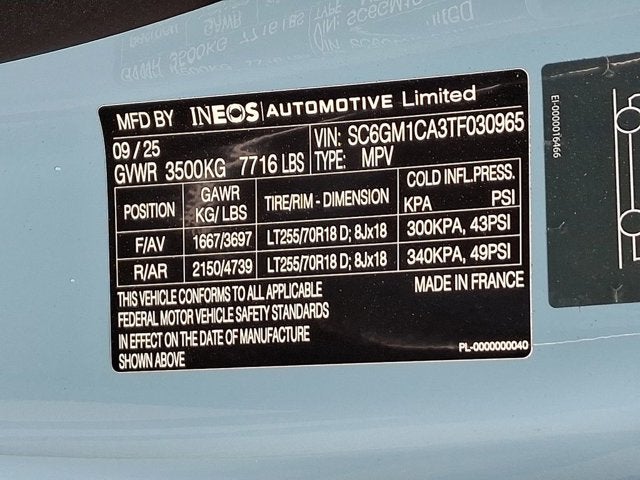 MFD BY INEOS AUTOMOTIVE Limited
09 / 25
GVWR 3500KG 7716 LBS
VIN: SC6GM1CA3TF030965
TYPE: MPV
POSITION GAWR KG/ LBS TIRE/RIM - DIMENSION COLD INFL.PRESS. KPA PSI
F/AV 1667/3697 LT255/70R18 D; 8Jx18 300KPA, 43PSI
R/AR 2150/4739 LT255/70R18 D; 8Jx18 340KPA, 49PSI
THIS VEHICLE CONFORMS TO ALL APPLICABLE
FEDERAL MOTOR VEHICLE SAFETY STANDARDS
IN EFFECT ON THE DATE OF MANUFACTURE
SHOWN ABOVE
MADE IN FRANCE
PL-0000000040
EI-0000016466